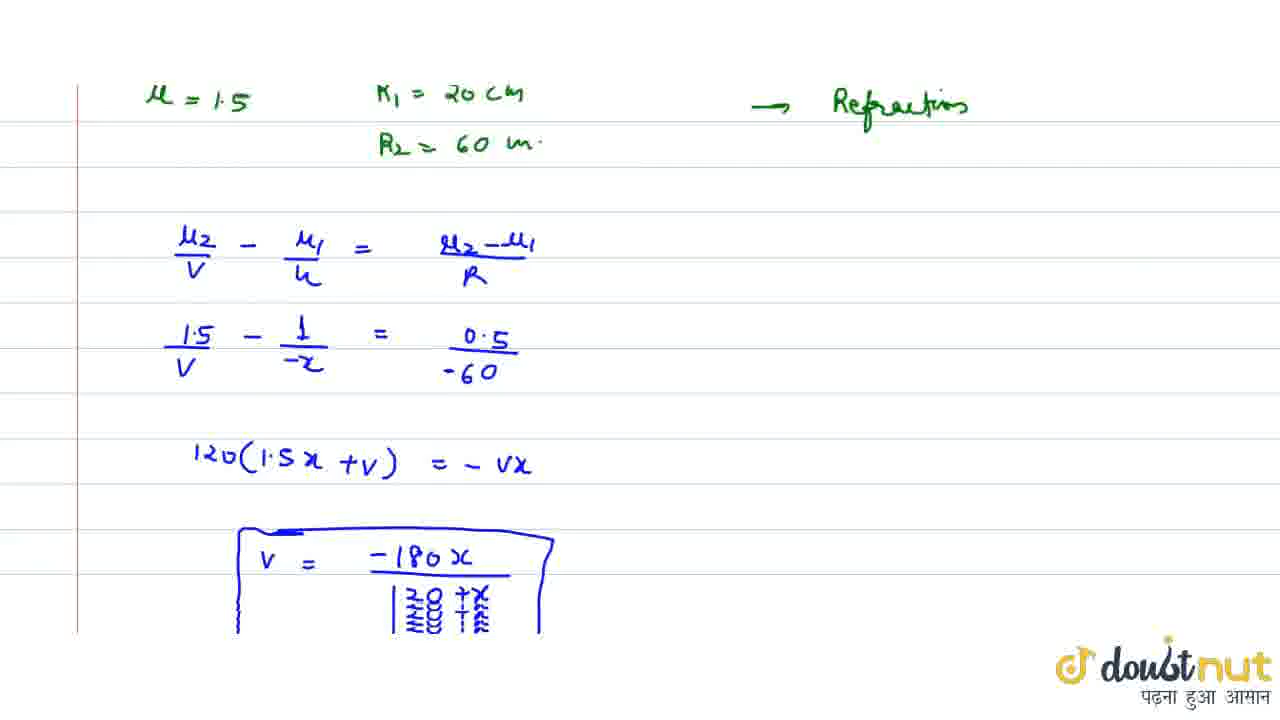 μ = 1.5 R₁ = 20 cm → Refraction
R₂ = 60 m.
μ₂/V - μ₁/u = μ₂-μ₁/R
1.5/V - 1/-x = 0.5/-60
120(1.5x + V) = - Vx
V = -180x/120+x
doubtnut
पढ़ना हुआ आसान